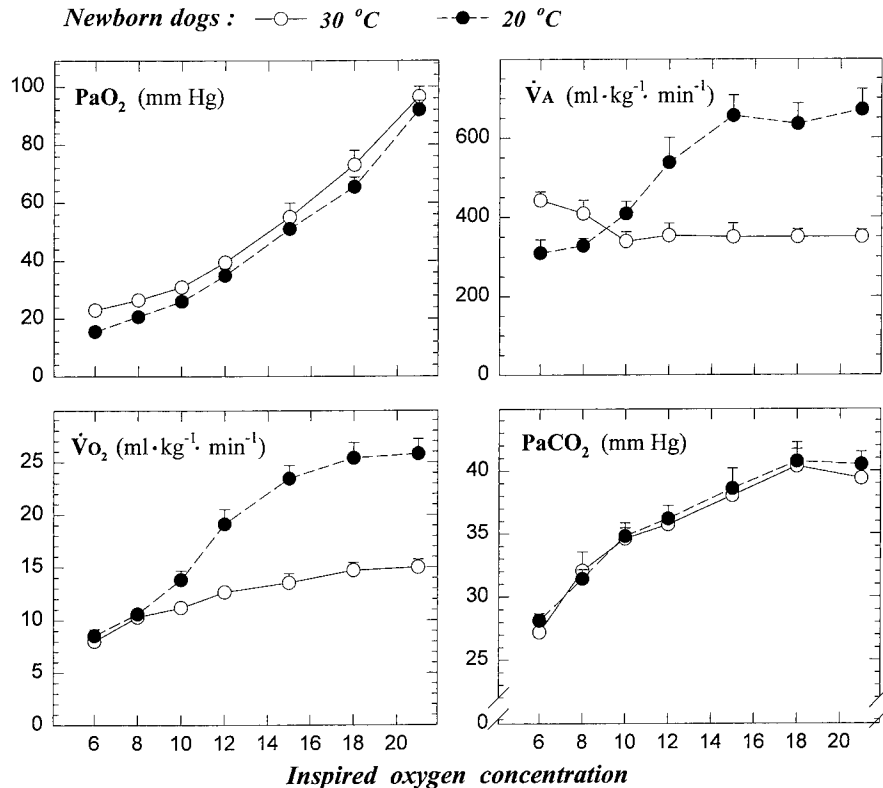 Newborn dogs : 30 °C 20 °C
PaO₂ (mm Hg)
100
80
60
40
20
0
V̇A (ml·kg⁻¹· min⁻¹)
600
400
200
0
V̇O₂ (ml·kg⁻¹· min⁻¹)
25
20
15
10
5
0
6 8 10 12 14 16 18 20
PaCO₂ (mm Hg)
40
35
30
25
0
6 8 10 12 14 16 18 20
Inspired oxygen concentration